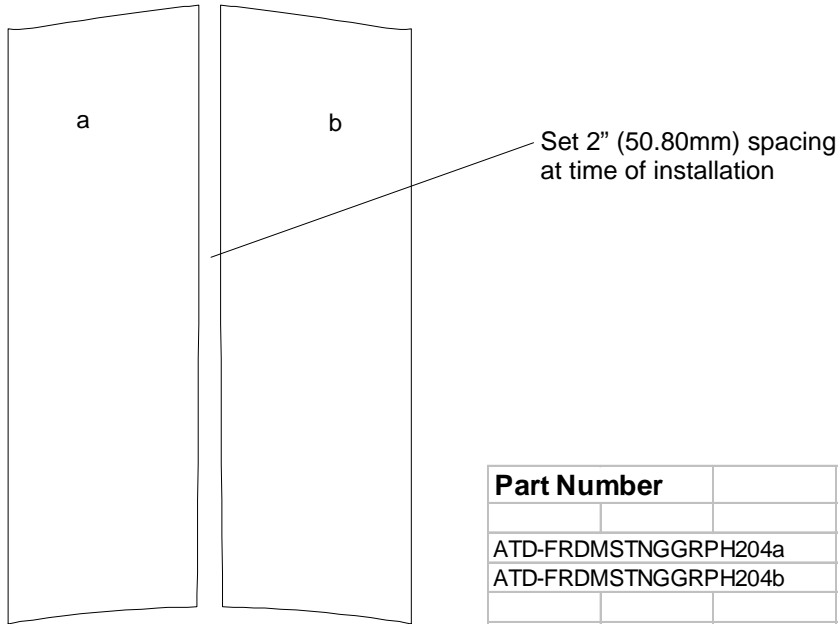 a
b
Set 2” (50.80mm) spacing
at time of installation
Part Number
ATD-FRDMSTNGGRPH204a
ATD-FRDMSTNGGRPH204b